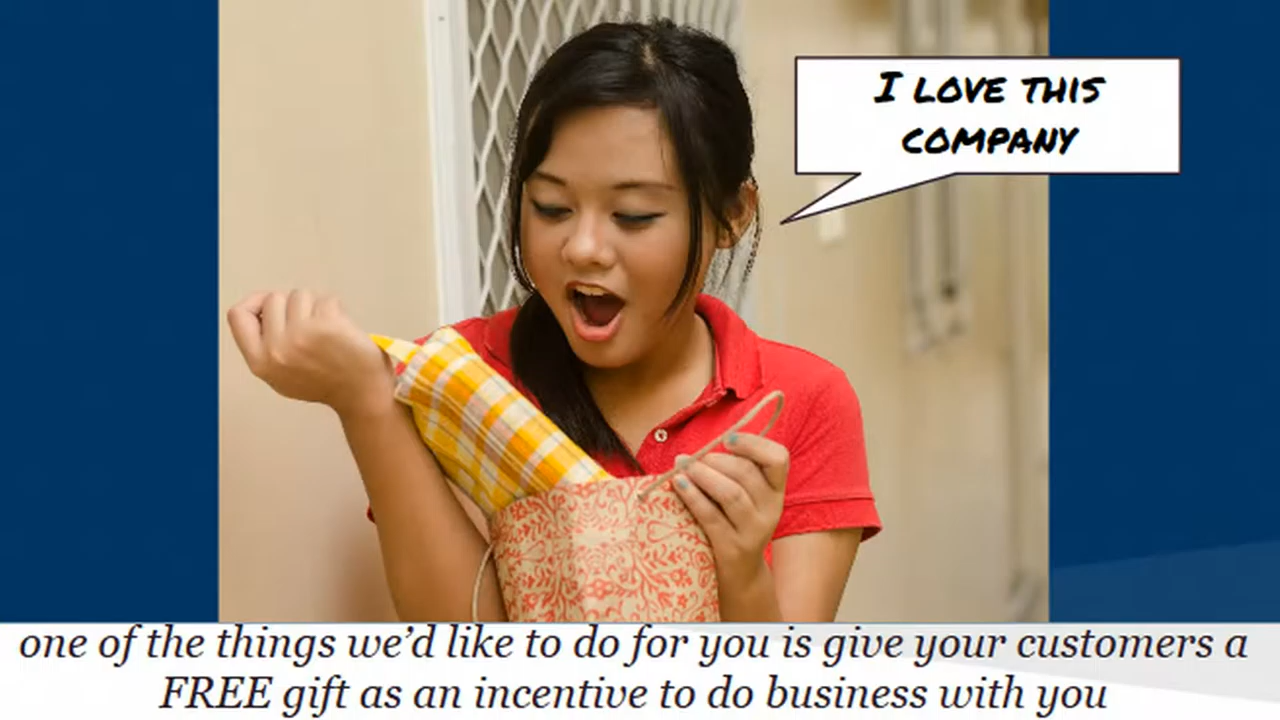 I LOVE THIS
COMPANY
one of the things we'd like to do for you is give your customers a
FREE gift as an incentive to do business with you